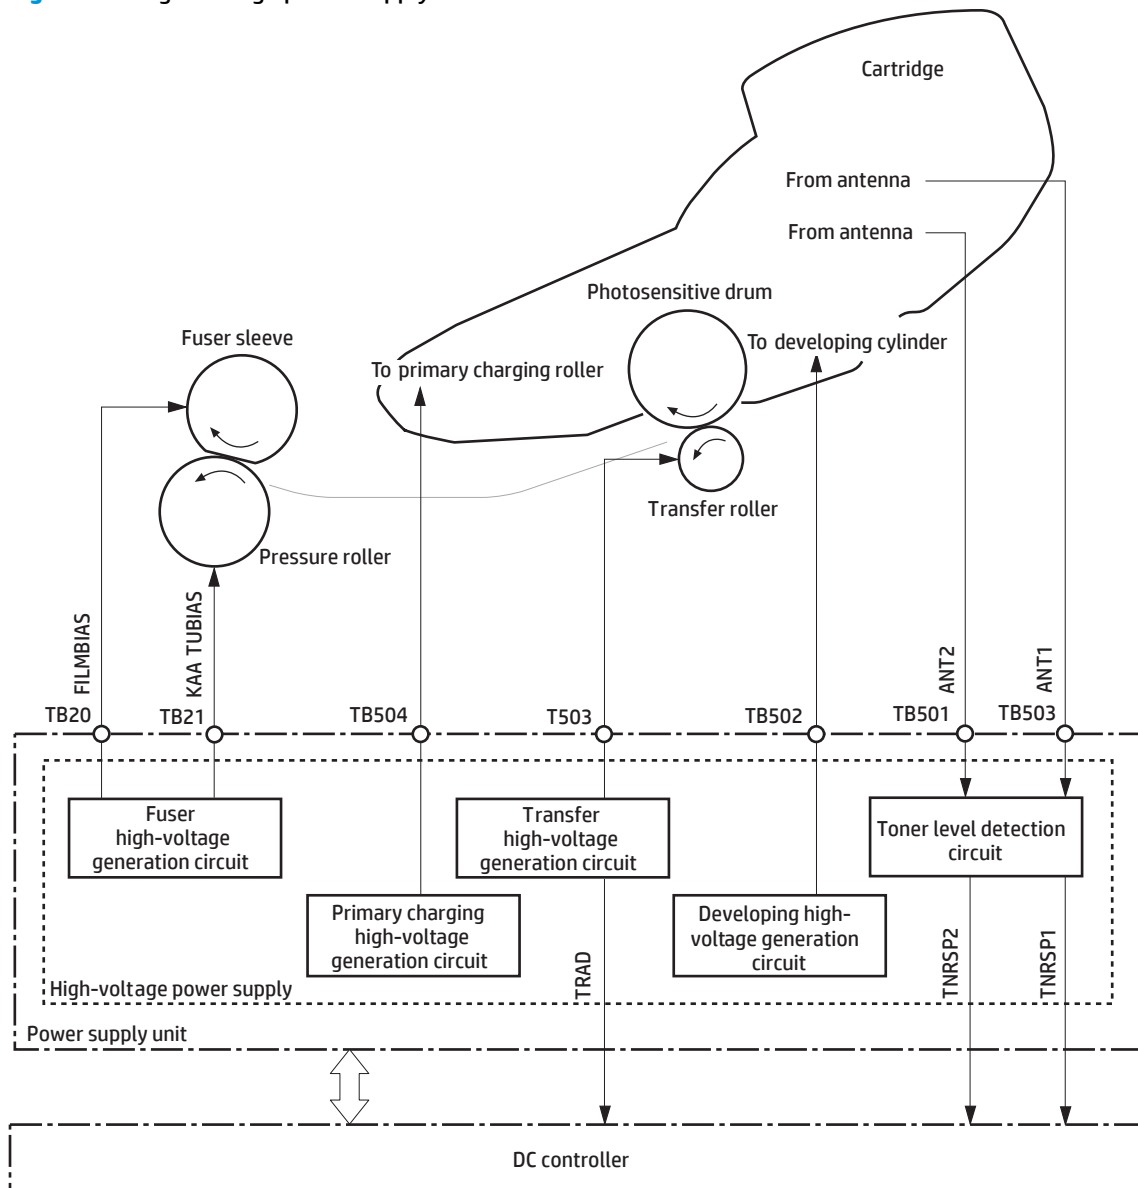 Cartridge
From antenna
From antenna
Photosensitive drum
Fuser sleeve
To developing cylinder
To primary charging roller
Transfer roller
Pressure roller
FILMBIAS
KAA TUBIAS
ANT2
ANT1
TB20
TB21
TB504
T503
TB502
TB501
TB503
Fuser
high-voltage
generation circuit
Transfer
high-voltage
generation circuit
Toner level detection
circuit
Primary charging
high-voltage
generation circuit
Developing high-
voltage generation
circuit
TRAD
TNRSP2
TNRSP1
High-voltage power supply
Power supply unit
DC controller